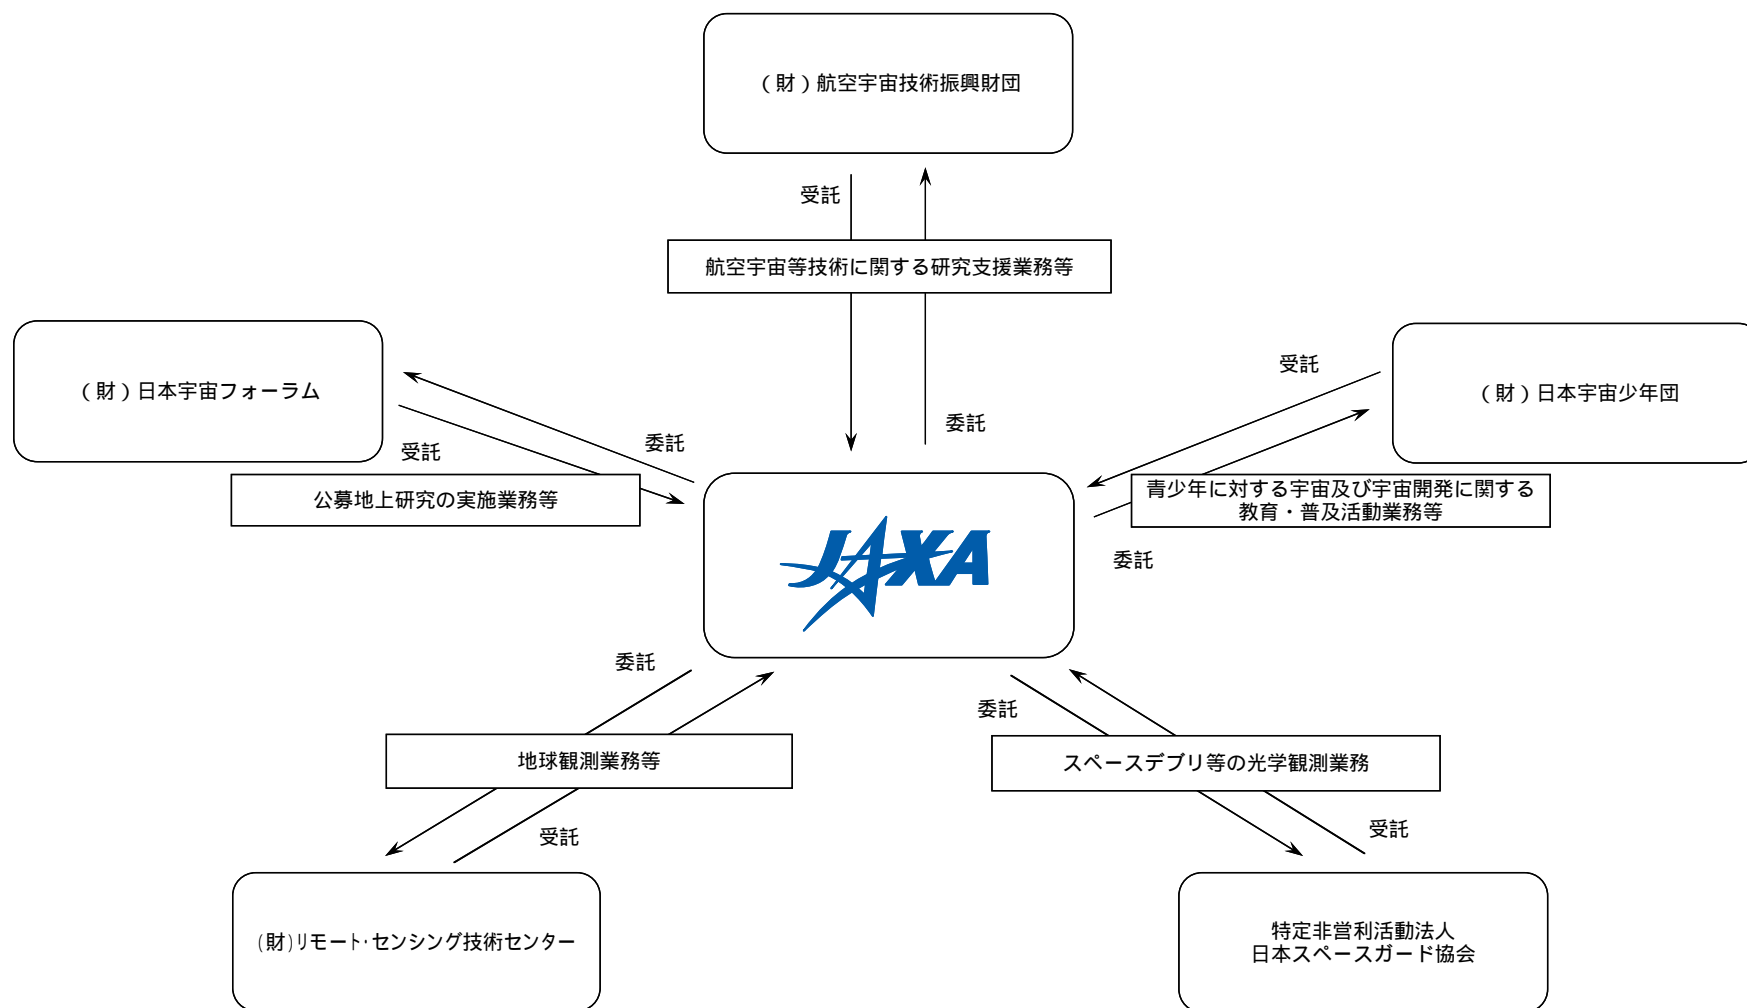 （財）航空宇宙技術振興財団
受託
航空宇宙等技術に関する研究支援業務等
委託
（財）日本宇宙フォーラム
受託
委託
公募地上研究の実施業務等
受託
（財）日本宇宙少年団
青少年に対する宇宙及び宇宙開発に関する
教育・普及活動業務等
委託
JAXA
委託
地球観測業務等
受託
(財)リモート・センシング技術センター
委託
スペースデブリ等の光学観測業務
受託
特定非営利活動法人
日本スペースガード協会